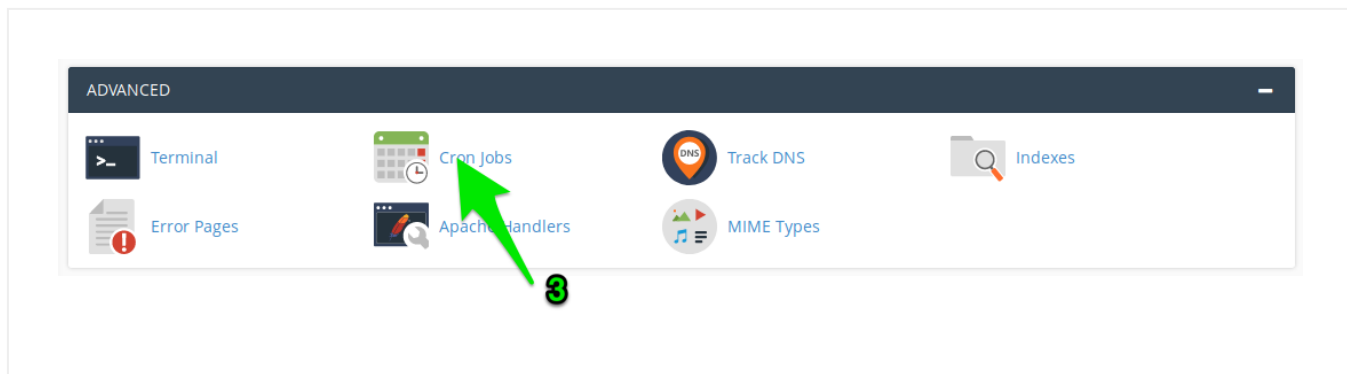 ADVANCED
>_ Terminal
Cron Jobs
DNS Track DNS
Indexes
Error Pages
Apache Handlers
MIME Types
3